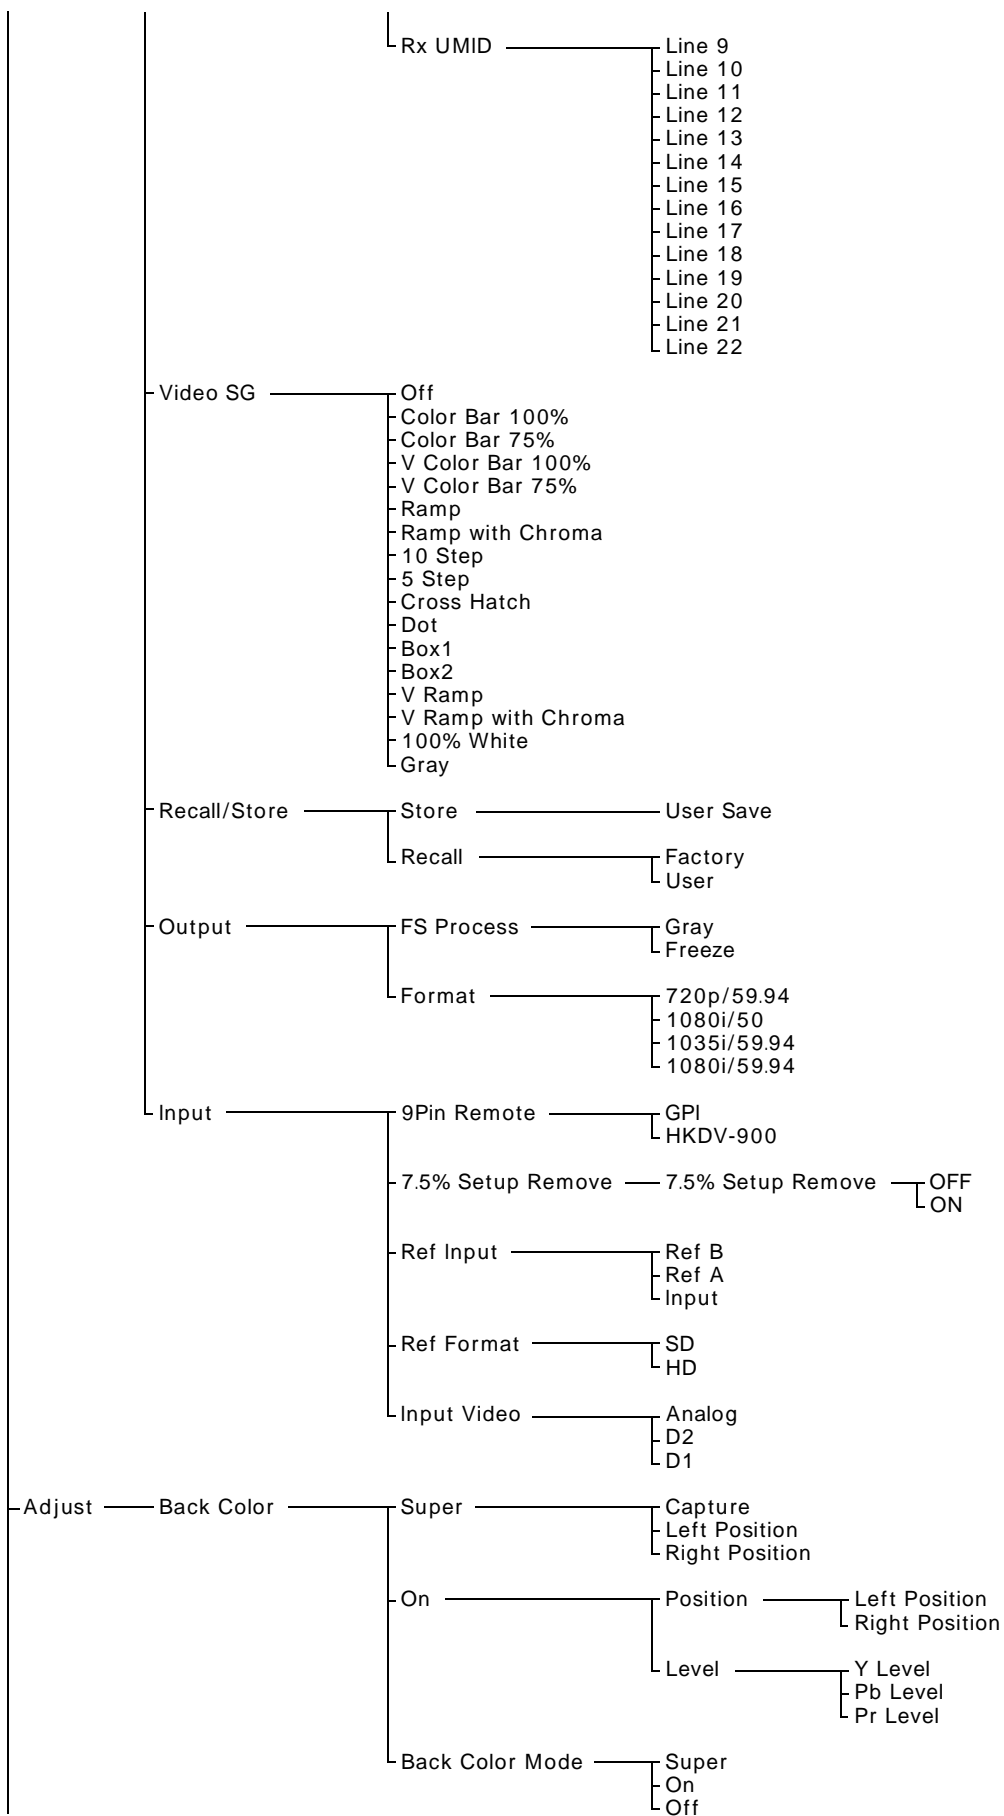 Rx UMID Line 9
Line 10
Line 11
Line 12
Line 13
Line 14
Line 15
Line 16
Line 17
Line 18
Line 19
Line 20
Line 21
Line 22
Video SG Off
Color Bar 100%
Color Bar 75%
V Color Bar 100%
V Color Bar 75%
Ramp
Ramp with Chroma
10 Step
5 Step
Cross Hatch
Dot
Box1
Box2
V Ramp
V Ramp with Chroma
100% White
Gray
Recall/Store Store User Save
Recall Factory
User
Output FS Process Gray
Freeze
Format 720p/59.94
1080i/50
1035i/59.94
1080i/59.94
Input 9Pin Remote GPI
HKDV-900
7.5% Setup Remove 7.5% Setup Remove OFF
ON
Ref Input Ref B
Ref A
Input
Ref Format SD
HD
Input Video Analog
D2
D1
Adjust Back Color Super Capture
Left Position
Right Position
On Position Left Position
Right Position
Level Y Level
Pb Level
Pr Level
Back Color Mode Super
On
Off